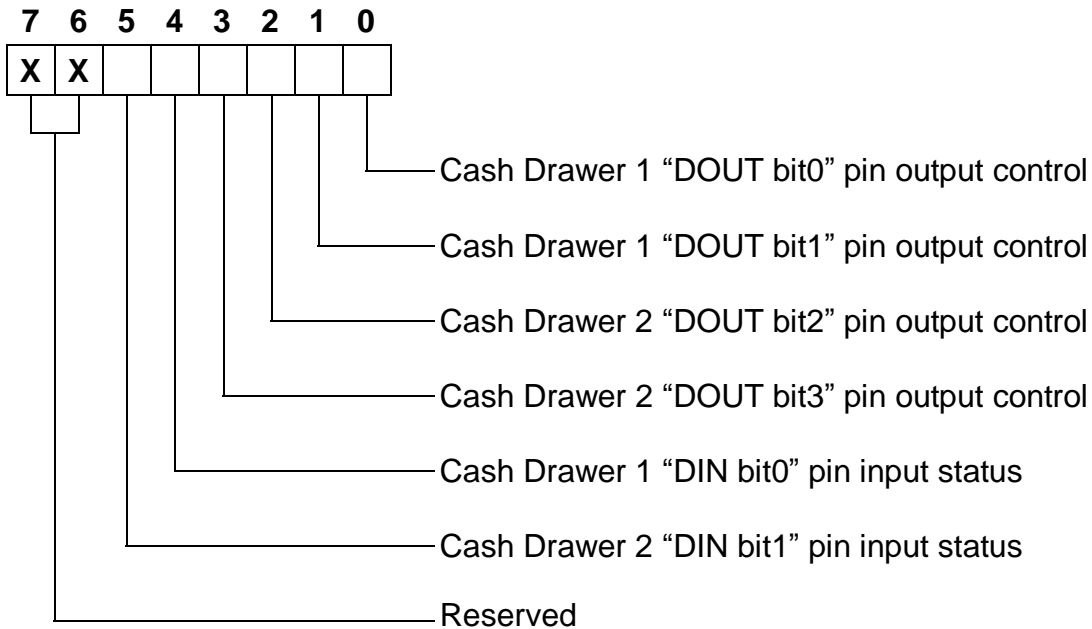 7 6 5 4 3 2 1 0
X X
Cash Drawer 1 “DOUT bit0” pin output control
Cash Drawer 1 “DOUT bit1” pin output control
Cash Drawer 2 “DOUT bit2” pin output control
Cash Drawer 2 “DOUT bit3” pin output control
Cash Drawer 1 “DIN bit0” pin input status
Cash Drawer 2 “DIN bit1” pin input status
Reserved